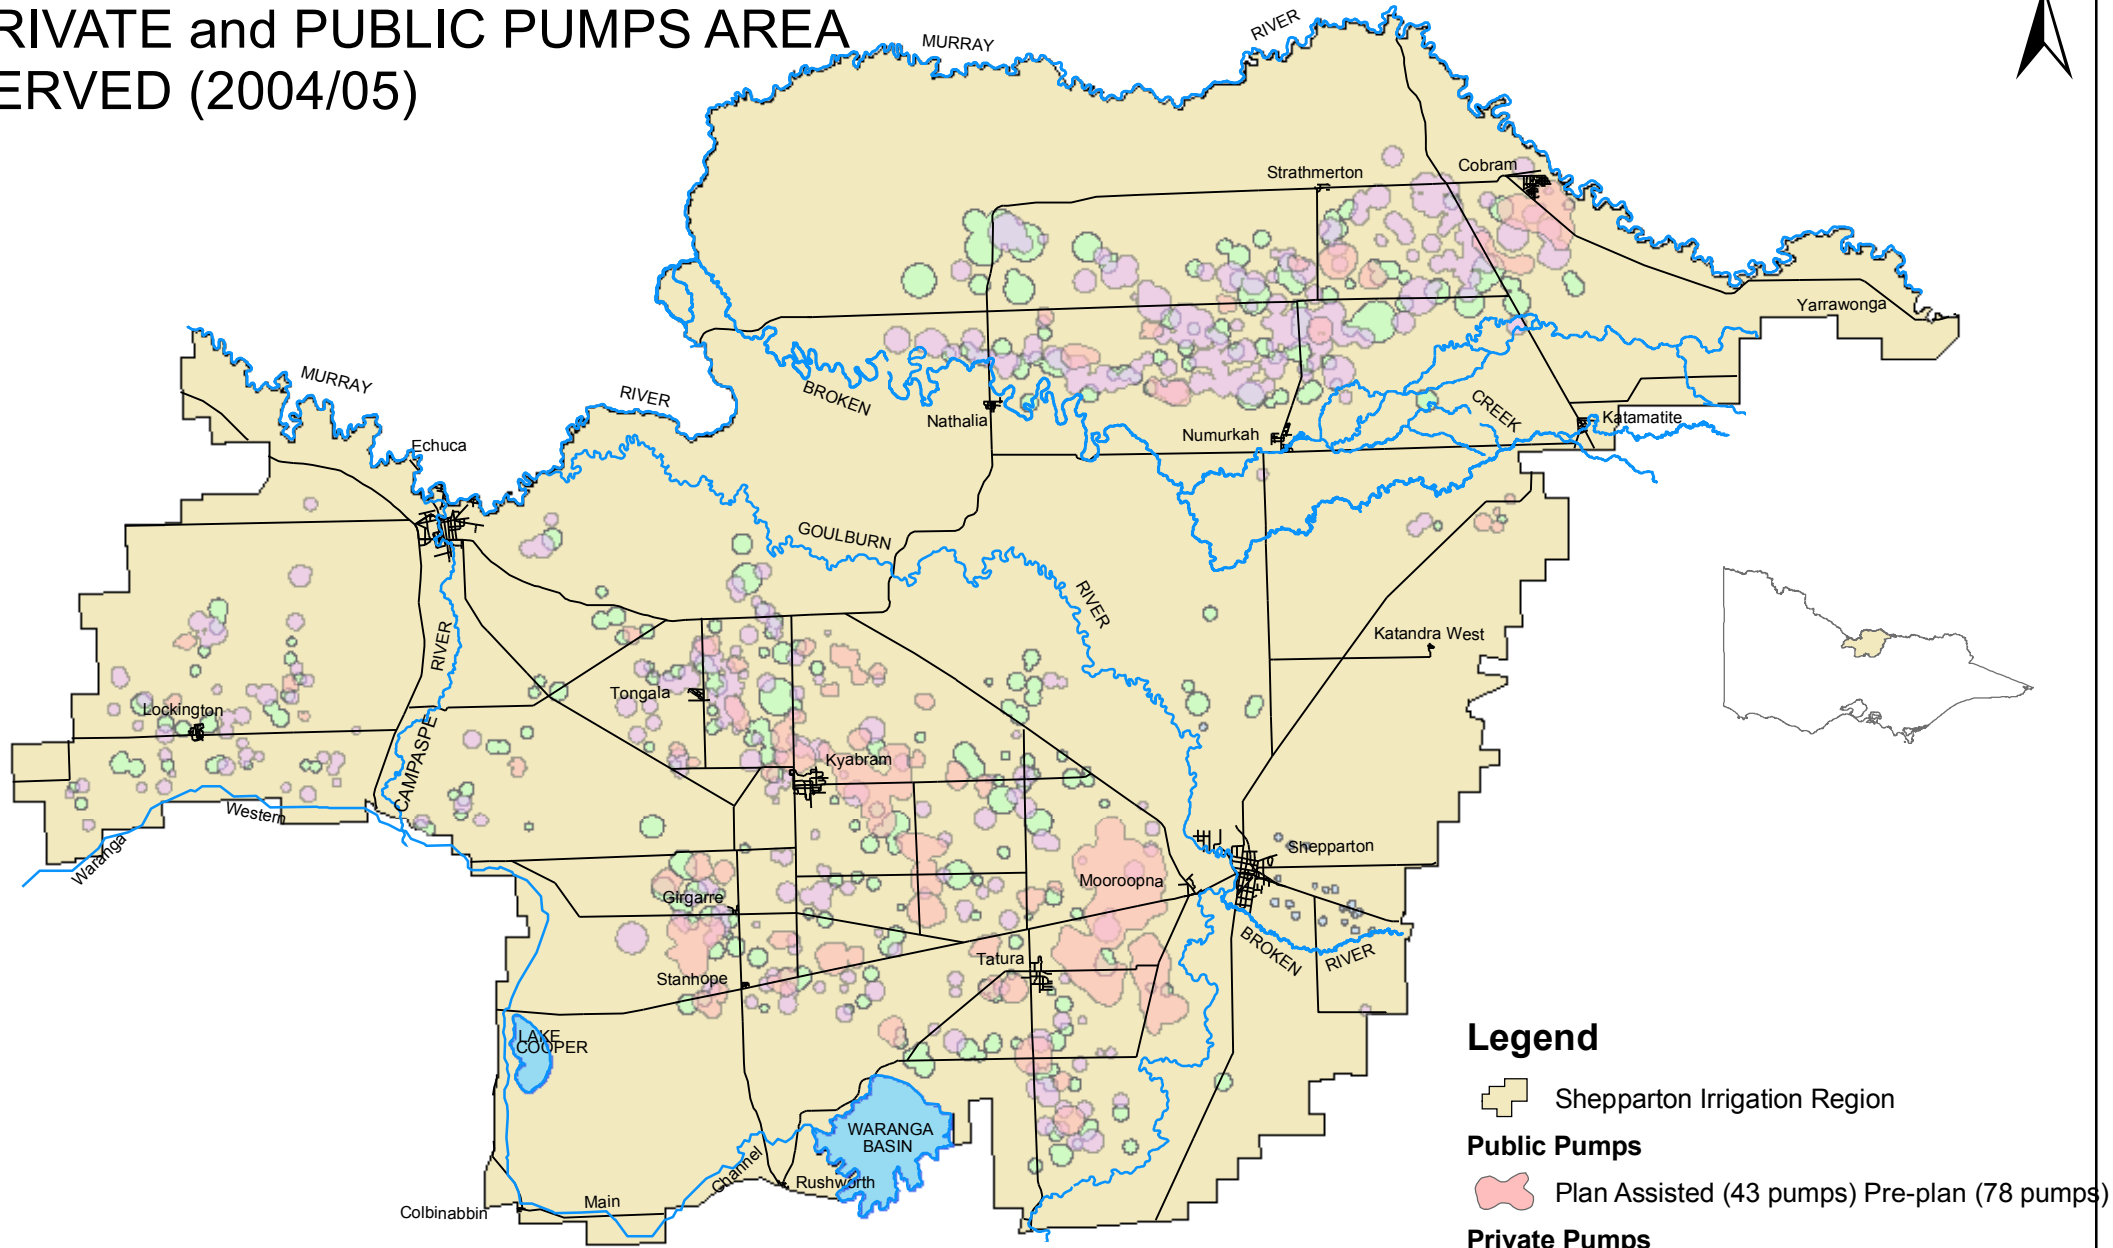 RIVATE and PUBLIC PUMPS AREA
ERVED (2004/05)
MURRAY
RIVER
Strathmerton
Cobram
Yarrawonga
MURRAY
RIVER
BROKEN
Nathalia
Numurkah
CREEK
Katamatite
Echuca
GOULBURN
RIVER
RIVER
Katandra West
Tongala
Lockington
CAMPASPE
Kyabram
Western
Waranga
Shepparton
Mooroopna
Girgarre
BROKEN
RIVER
Tatura
Stanhope
LAKE
COOPER
WARANGA
BASIN
Channel
Rushworth
Main
Colbinabbin
Legend
Shepparton Irrigation Region
Public Pumps
Plan Assisted (43 pumps) Pre-plan (78 pumps)
Private Pumps